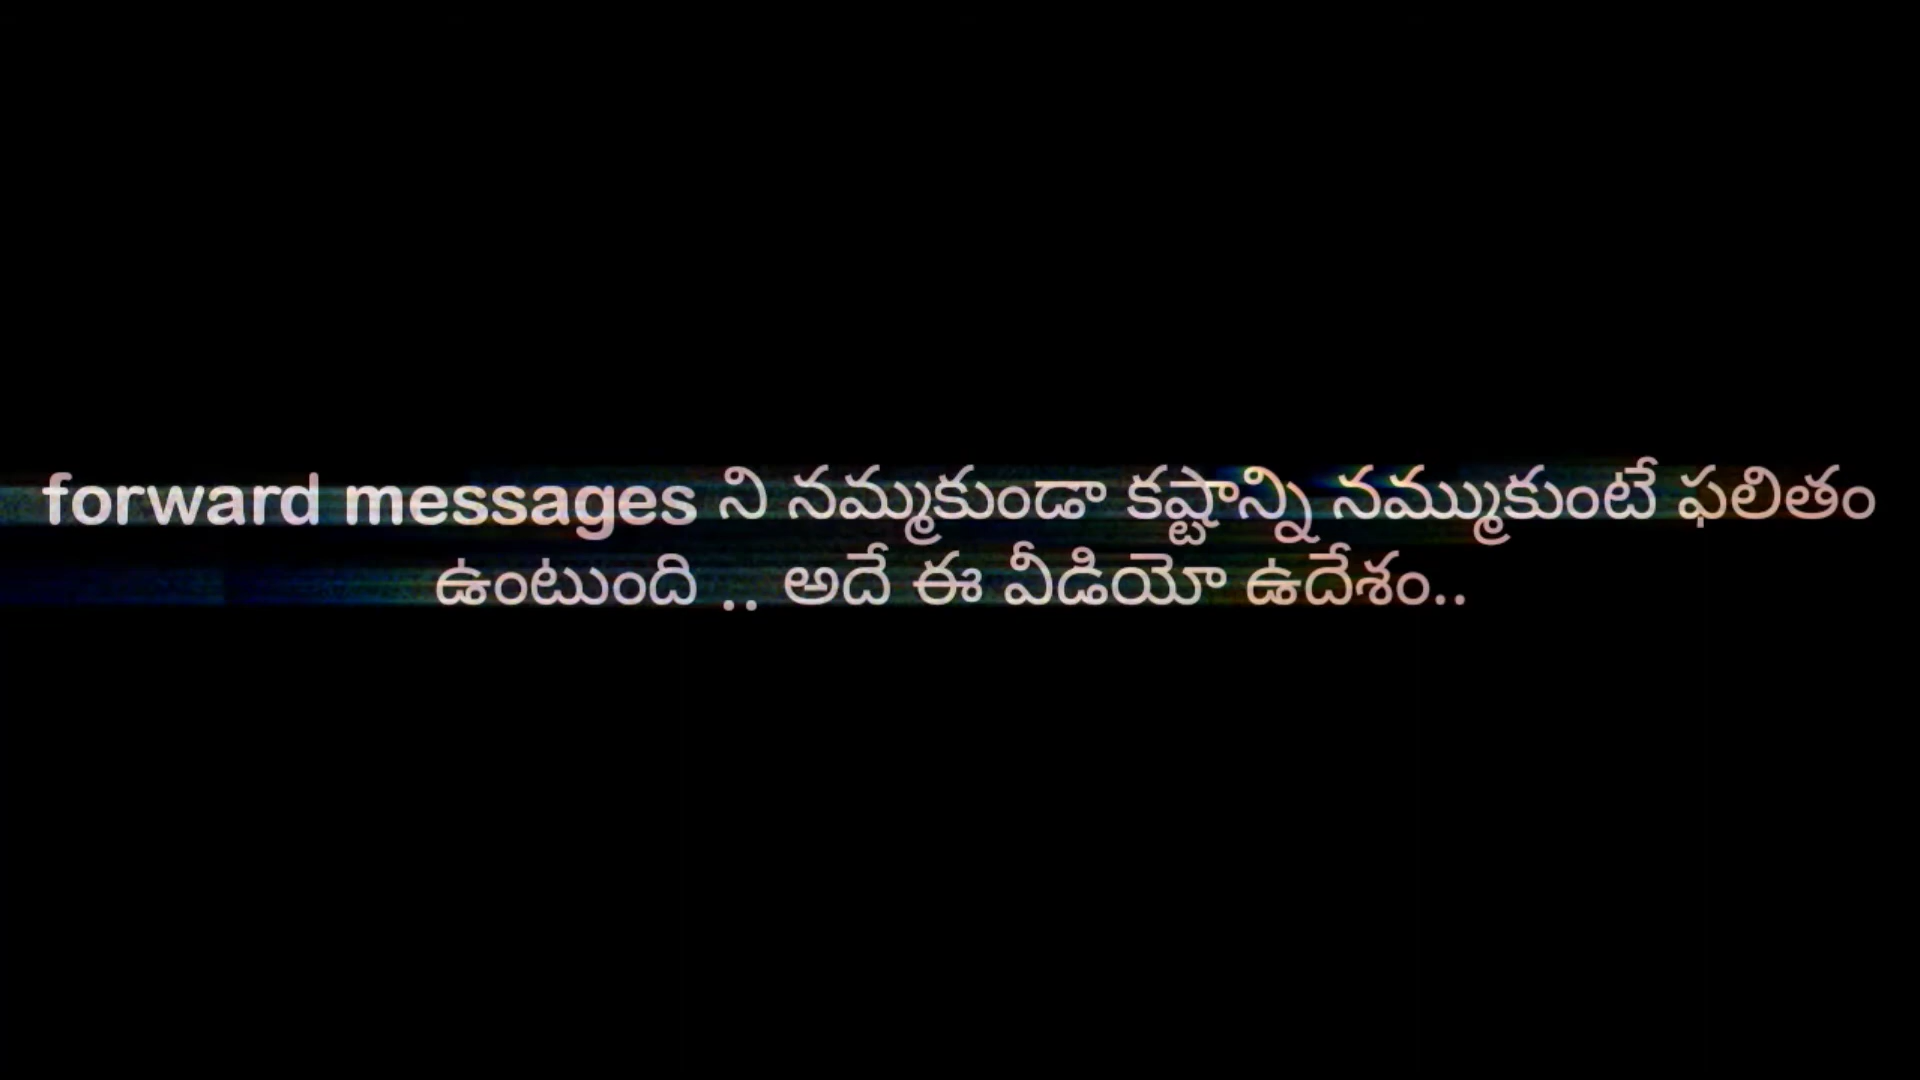 forward messages ని నమ్మకుండా కష్టాన్ని నమ్ముకుంటే ఫలితం
ఉంటుంది .. అదే ఈ వీడియో ఉదేశం..